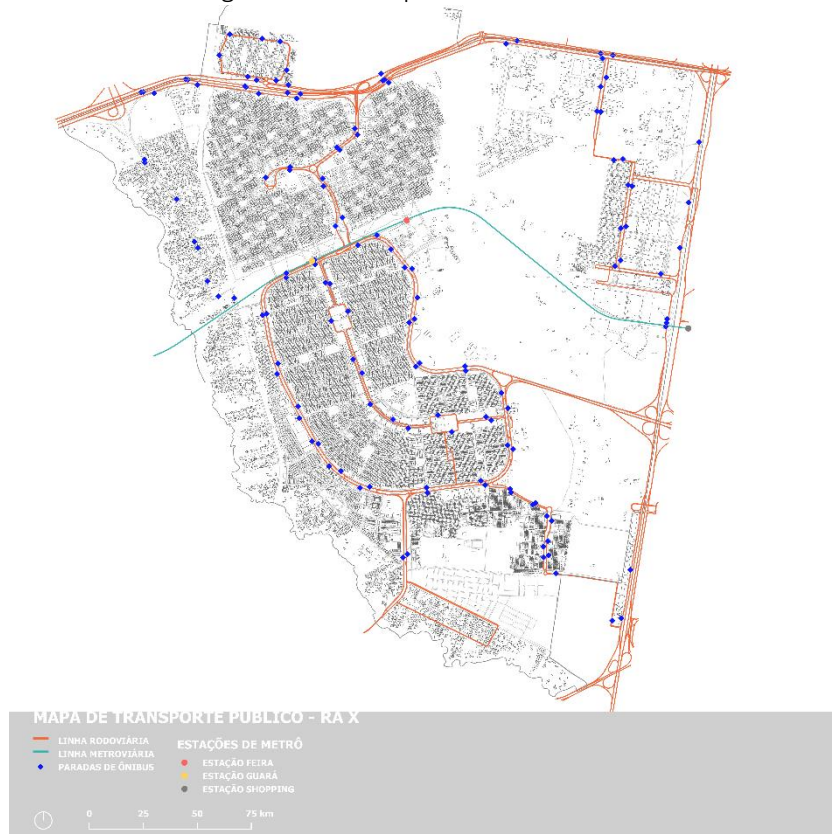 MAPA DE TRANSPORTE PÚBLICO - RA X
LINHA RODOVIÁRIA
LINHA METROVIÁRIA
PARADAS DE ÔNIBUS
ESTAÇÕES DE METRÔ
ESTAÇÃO FEIRA
ESTAÇÃO GUARÁ
ESTAÇÃO SHOPPING
0 25 50 75 km